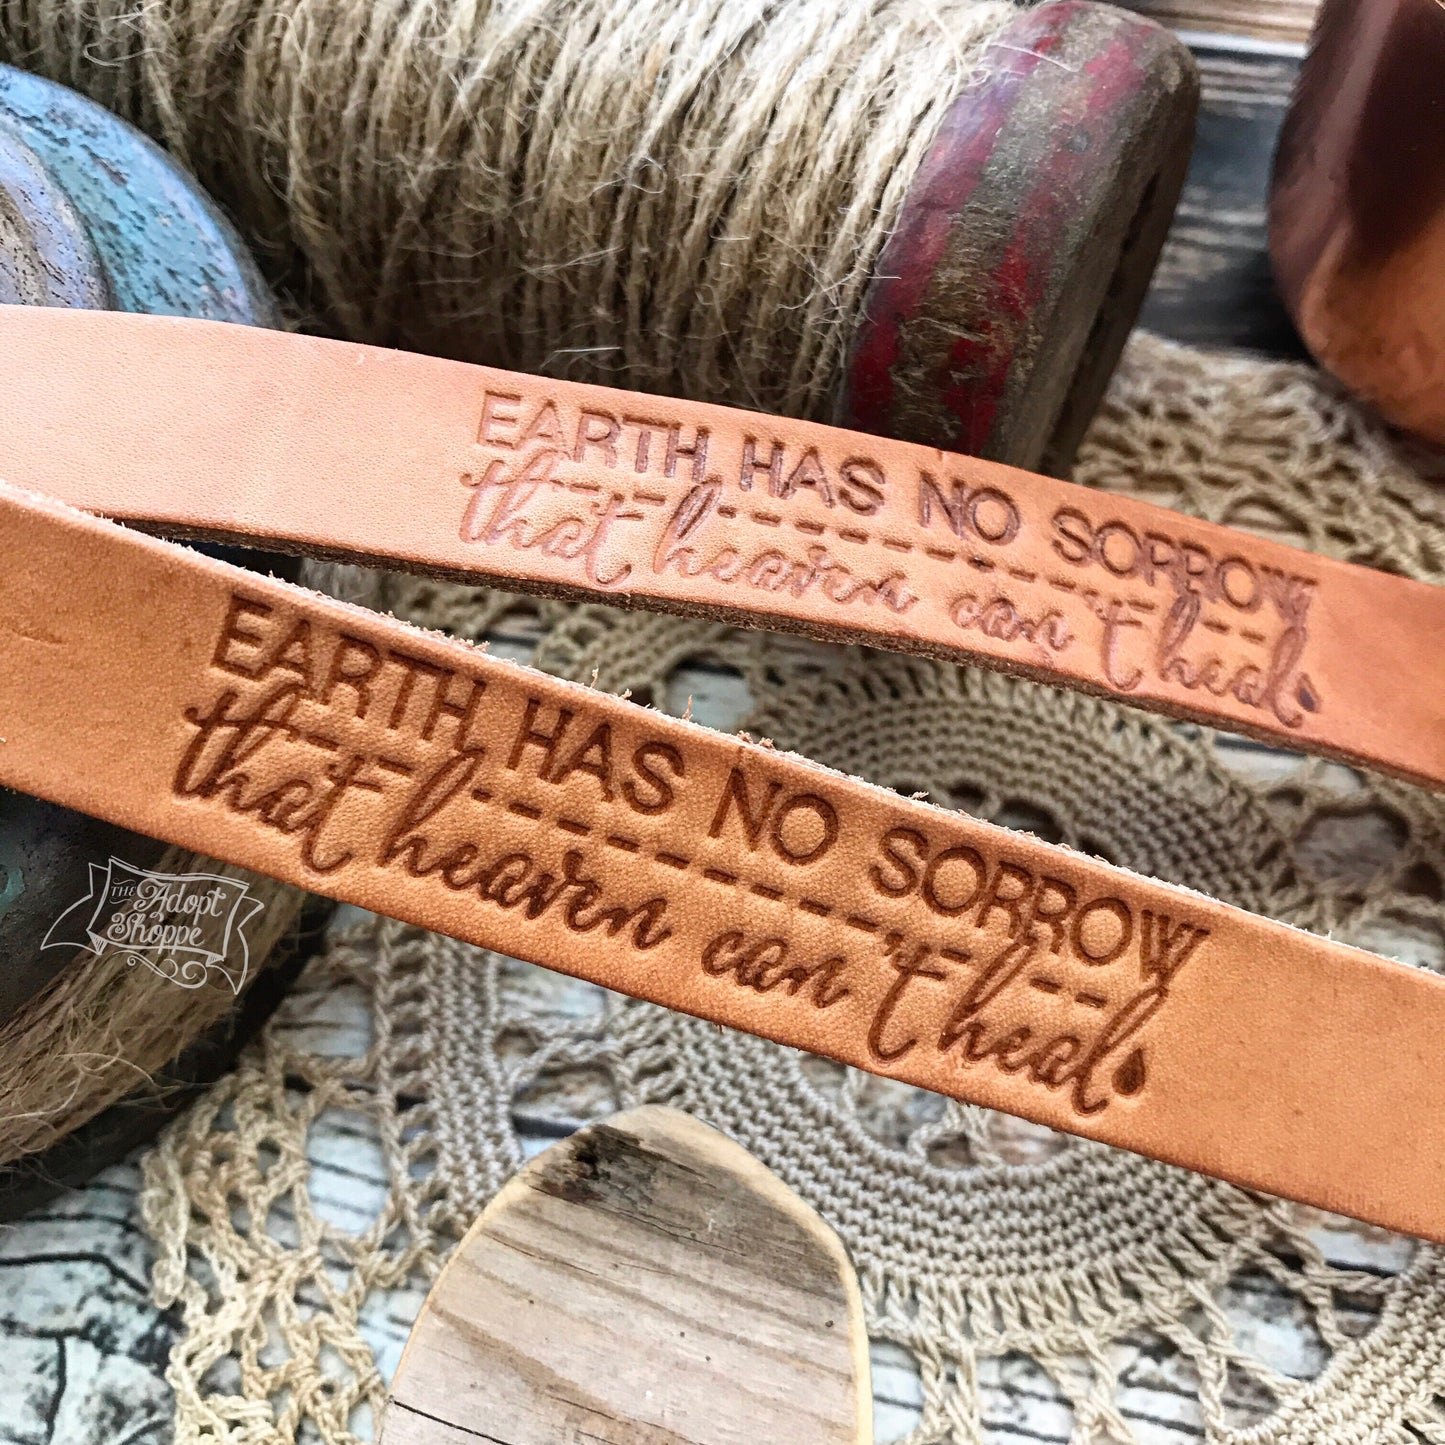 EARTH HAS NO SORROW
that heaven can't heal
EARTH HAS NO SORROW
that heaven can't heal
THE Adopt
Shoppe